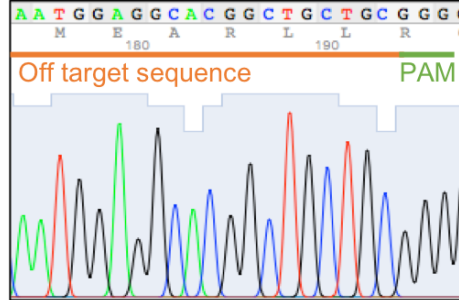 AATGGAGGCACGGCTGCTGCGGG
M E A R L L R
180 190
Off target sequence PAM